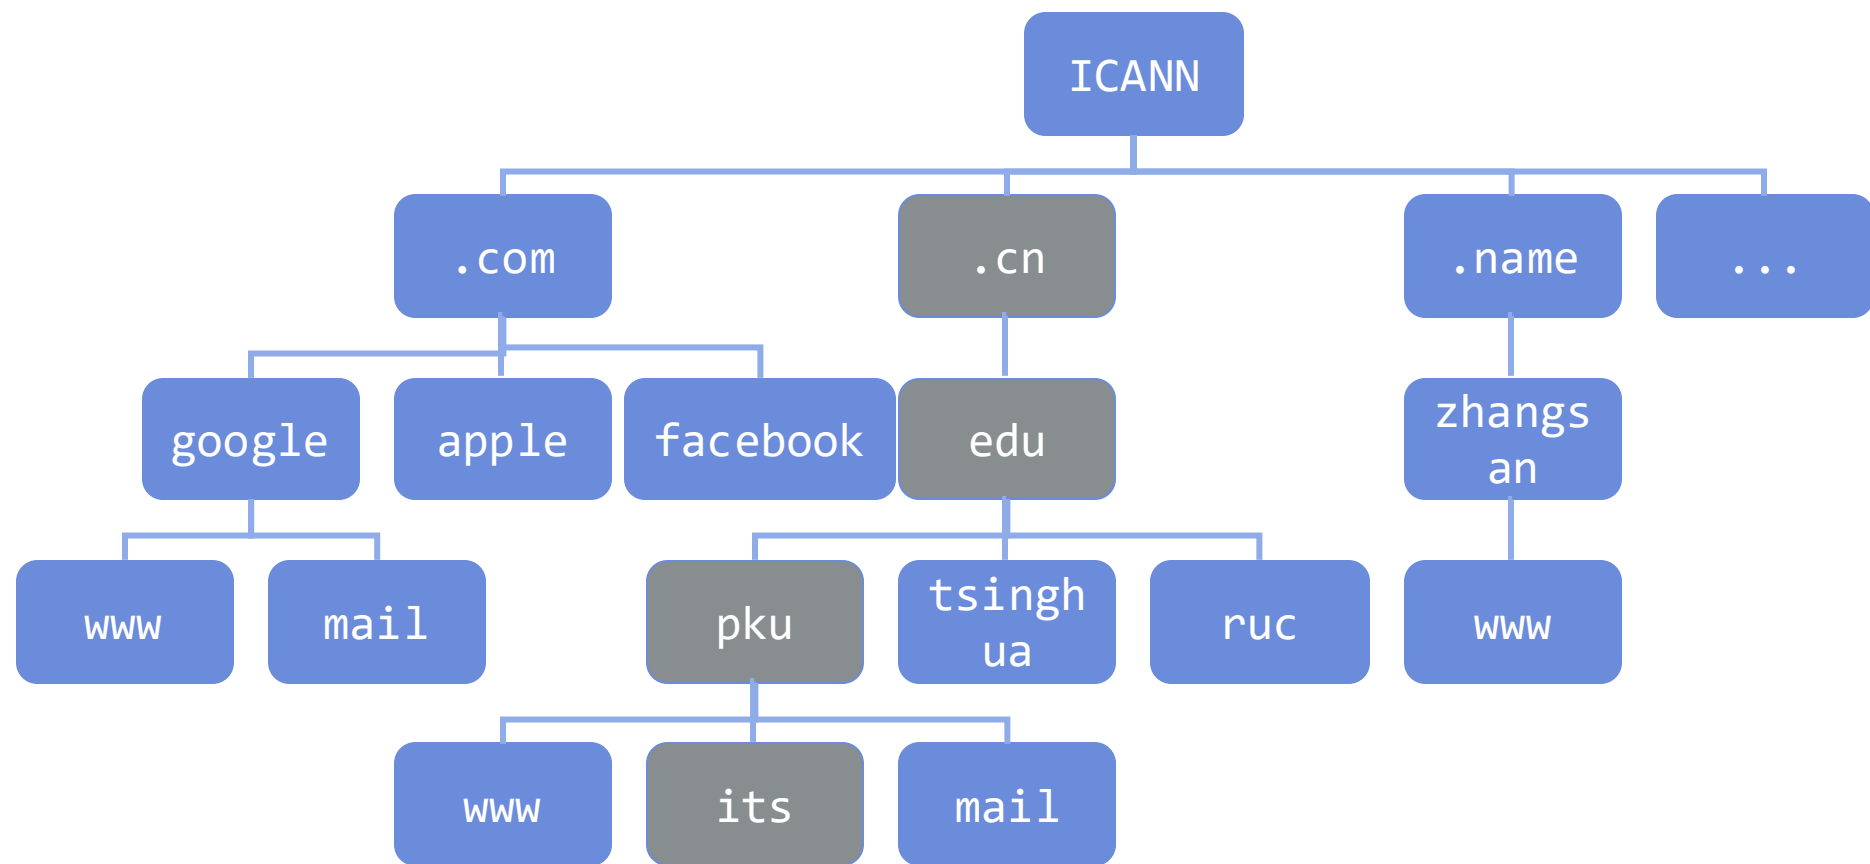 ICANN
.com
.cn
.name
...
google
apple
facebook
edu
zhangs
an
www
mail
pku
tsingh
ua
ruc
www
www
its
mail